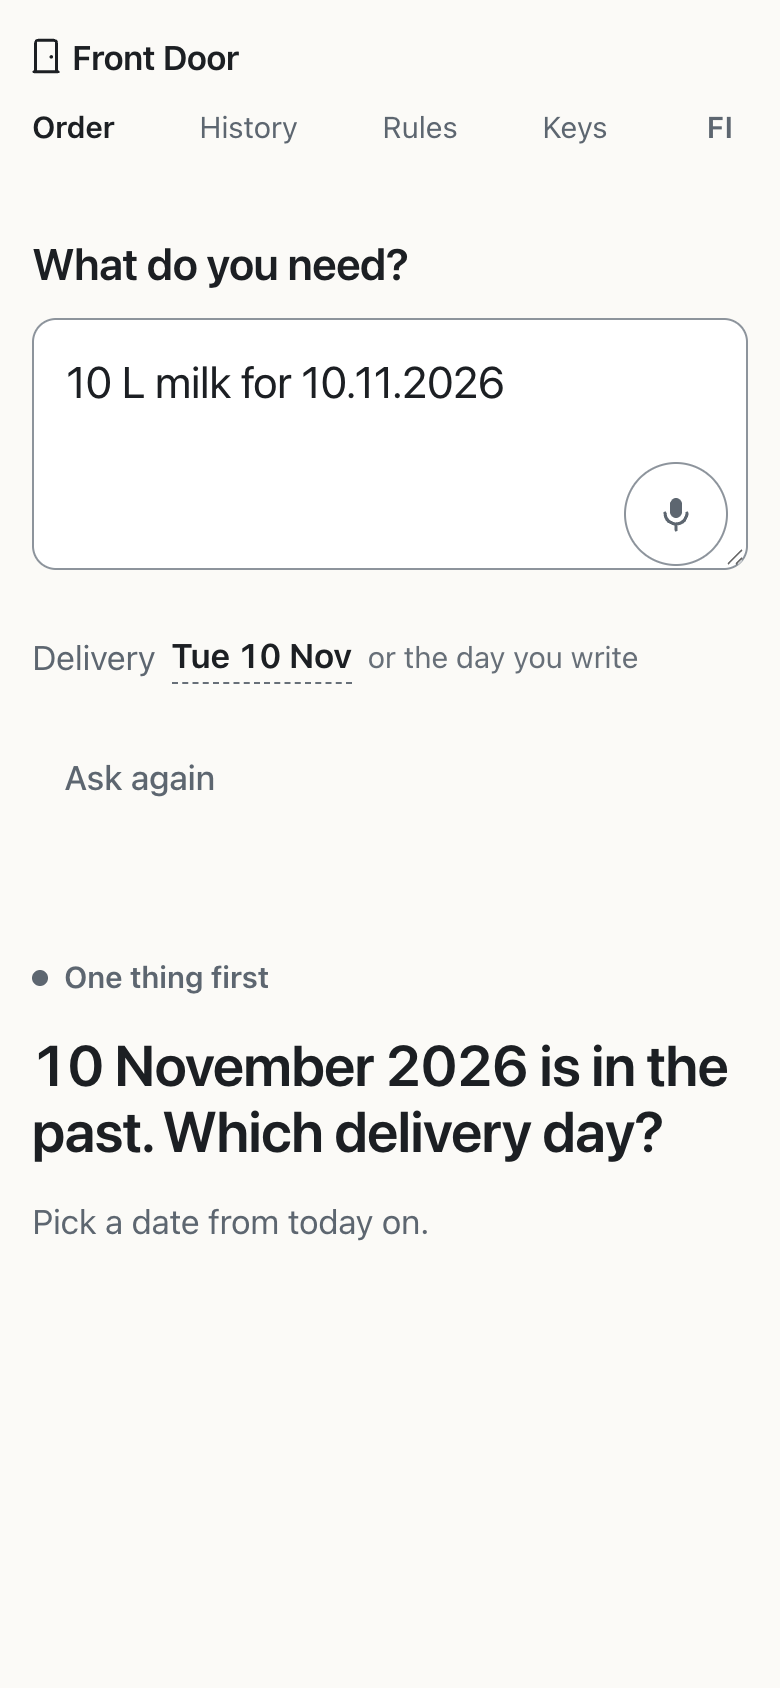 Front Door
Order History Rules Keys FI
What do you need?
10 L milk for 10.11.2026
Delivery Tue 10 Nov or the day you write
Ask again
One thing first
10 November 2026 is in the
past. Which delivery day?
Pick a date from today on.